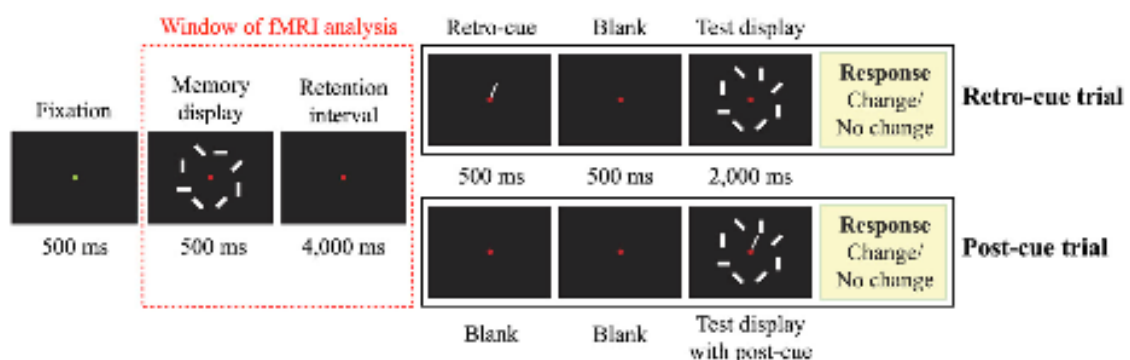 Window of fMRI analysis
Fixation
Memory
display
Retention
interval
500 ms
500 ms
4,000 ms
Retro-cue
Blank
Test display
Response
Change/
No change
Retro-cue trial
500 ms
500 ms
2,000 ms
Response
Change/
No change
Post-cue trial
Blank
Blank
Test display
with post-cue